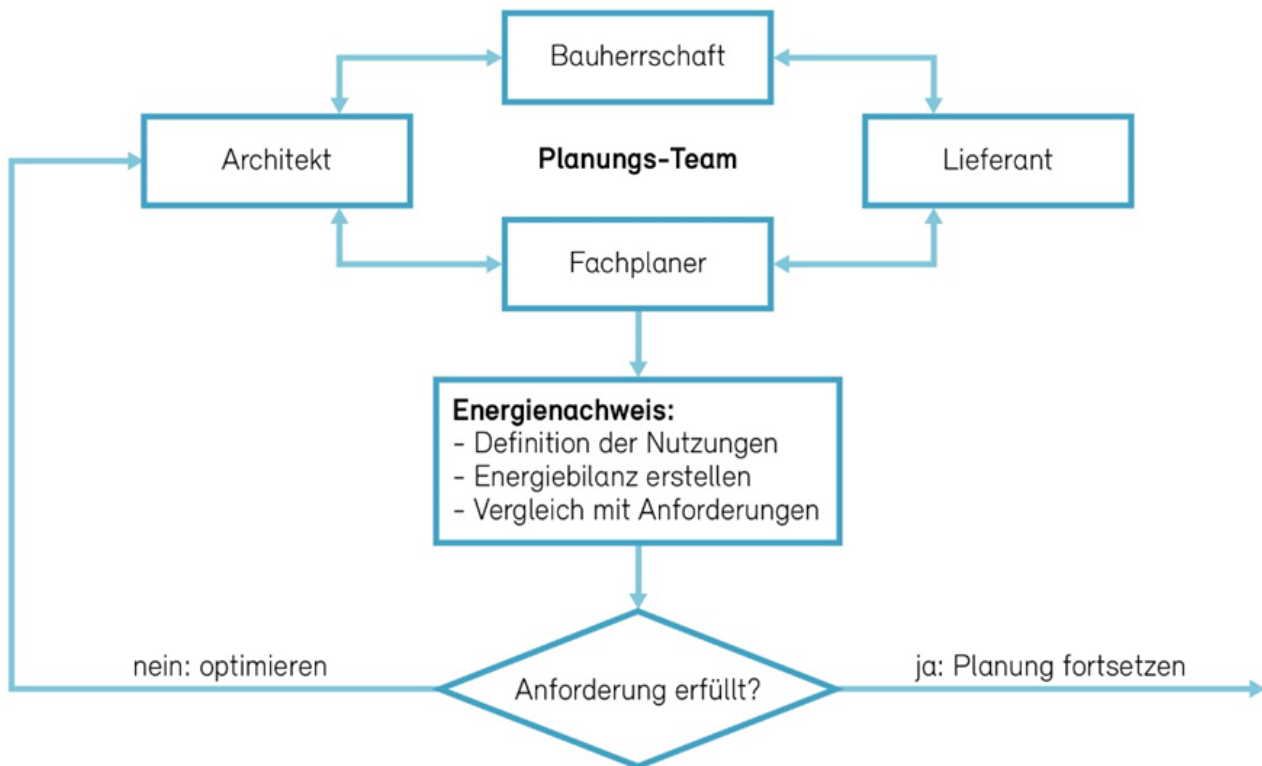 Bauherrschaft
Architekt
Planungs-Team
Lieferant
Fachplaner
Energienachweis:
- Definition der Nutzungen
- Energiebilanz erstellen
- Vergleich mit Anforderungen
nein: optimieren
ja: Planung fortsetzen
Anforderung erfüllt?